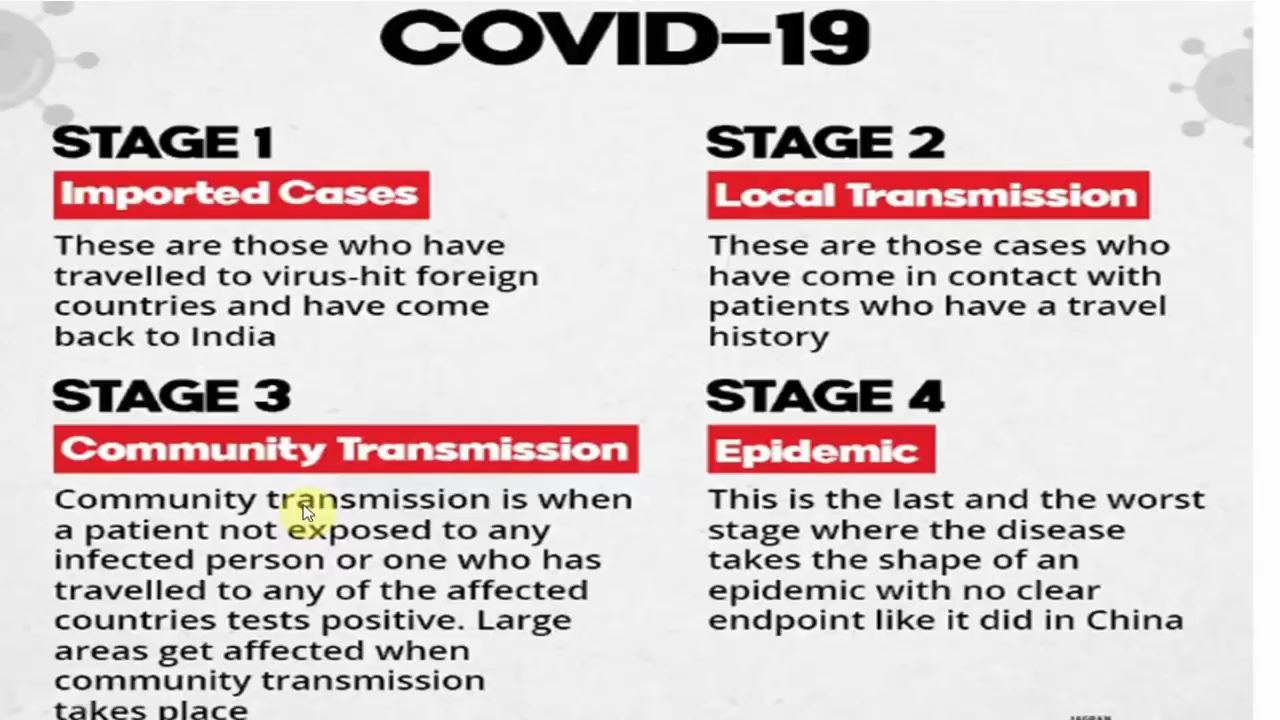 COVID-19
STAGE 1
Imported Cases
These are those who have
travelled to virus-hit foreign
countries and have come
back to India
STAGE 2
Local Transmission
These are those cases who
have come in contact with
patients who have a travel
history
STAGE 3
Community Transmission
Community transmission is when
a patient not exposed to any
infected person or one who has
travelled to any of the affected
countries tests positive. Large
areas get affected when
community transmission
takes place
STAGE 4
Epidemic
This is the last and the worst
stage where the disease
takes the shape of an
epidemic with no clear
endpoint like it did in China